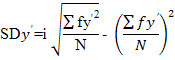 SDy'=i √(Σfy'²/N - (Σfy'/N)²)